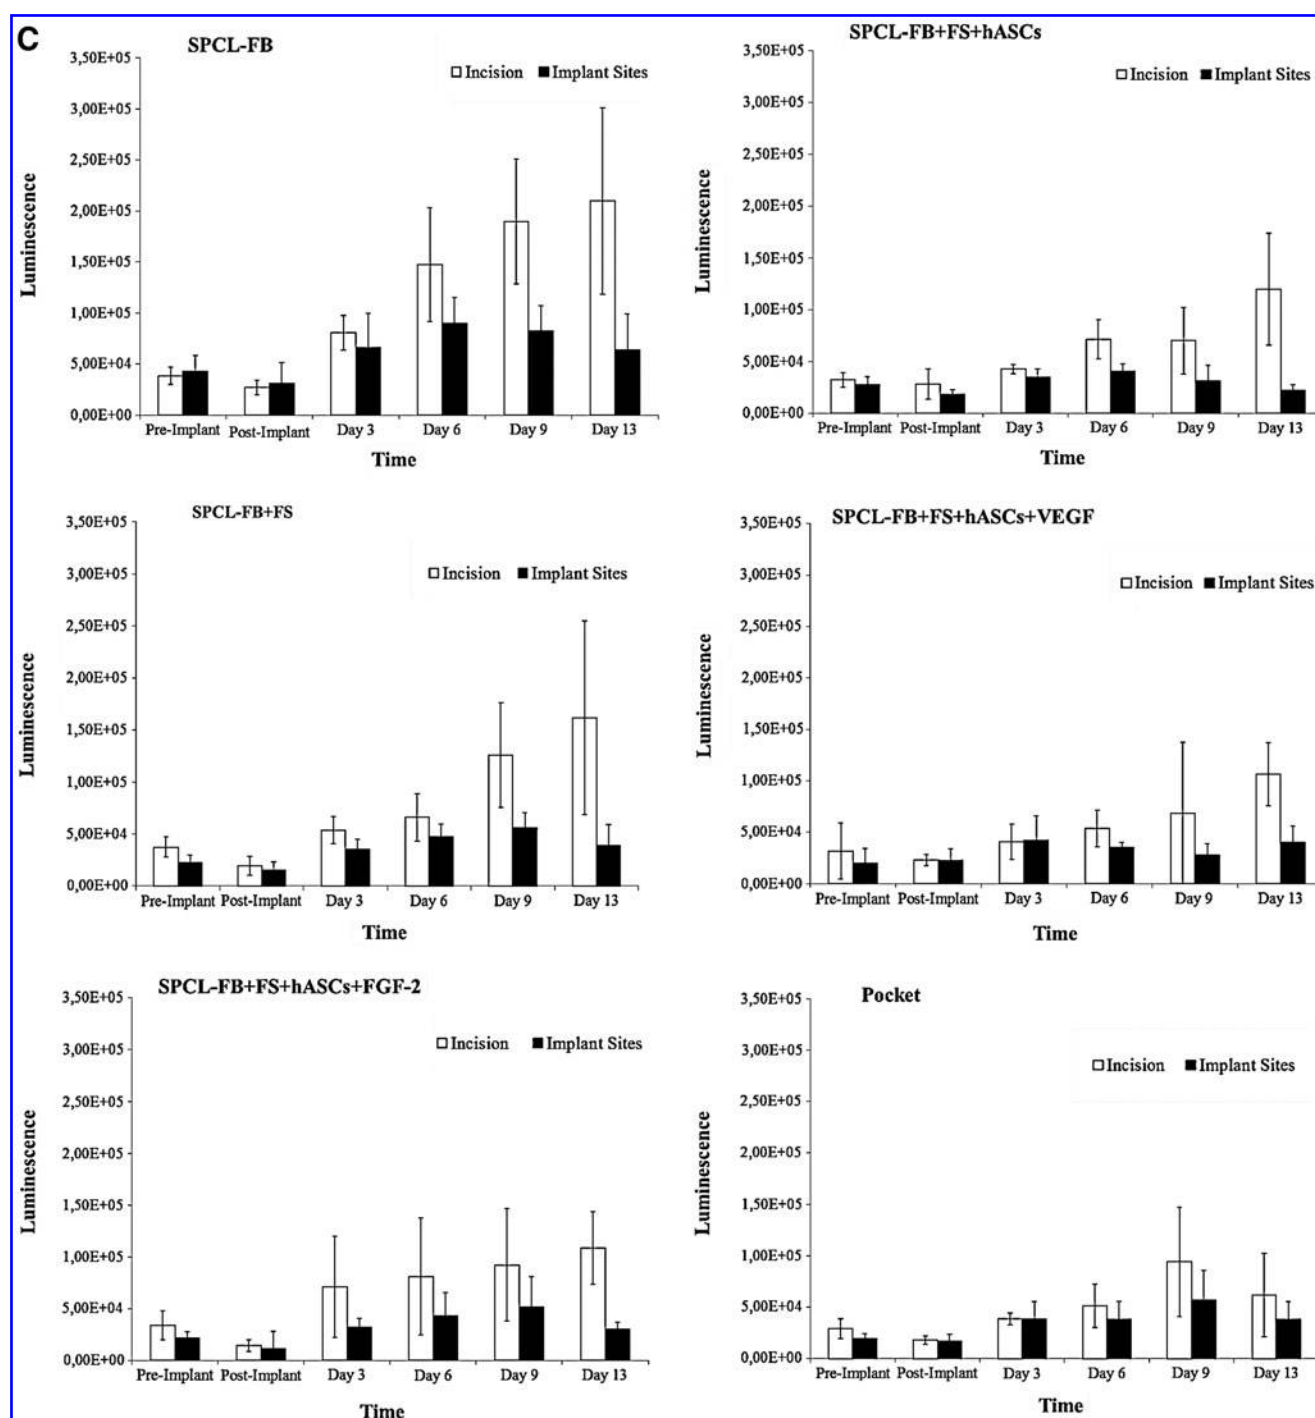 C
SPCL-FB
Incision Implant Sites
Luminescence
3,50E+05
3,00E+05
2,50E+05
2,00E+05
1,50E+05
1,00E+05
5,00E+04
0,00E+00
Pre-Implant Post-Implant Day 3 Day 6 Day 9 Day 13
Time
SPCL-FB+FS+hASCs
Incision Implant Sites
Luminescence
3,50E+05
3,00E+05
2,50E+05
2,00E+05
1,50E+05
1,00E+05
5,00E+04
0,00E+00
Pre-Implant Post-Implant Day 3 Day 6 Day 9 Day 13
Time
SPCL-FB+FS
Incision Implant Sites
Luminescence
3,50E+05
3,00E+05
2,50E+05
2,00E+05
1,50E+05
1,00E+05
5,00E+04
0,00E+00
Pre-Implant Post-Implant Day 3 Day 6 Day 9 Day 13
Time
SPCL-FB+FS+hASCs+VEGF
Incision Implant Sites
Luminescence
3,50E+05
3,00E+05
2,50E+05
2,00E+05
1,50E+05
1,00E+05
5,00E+04
0,00E+00
Pre-Implant Post-Implant Day 3 Day 6 Day 9 Day 13
Time
SPCL-FB+FS+hASCs+FGF-2
Incision Implant Sites
Luminescence
3,50E+05
3,00E+05
2,50E+05
2,00E+05
1,50E+05
1,00E+05
5,00E+04
0,00E+00
Pre-Implant Post-Implant Day 3 Day 6 Day 9 Day 13
Time
Pocket
Incision Implant Sites
Luminescence
3,50E+05
3,00E+05
2,50E+05
2,00E+05
1,50E+05
1,00E+05
5,00E+04
0,00E+00
Pre-Implant Post-Implant Day 3 Day 6 Day 9 Day 13
Time